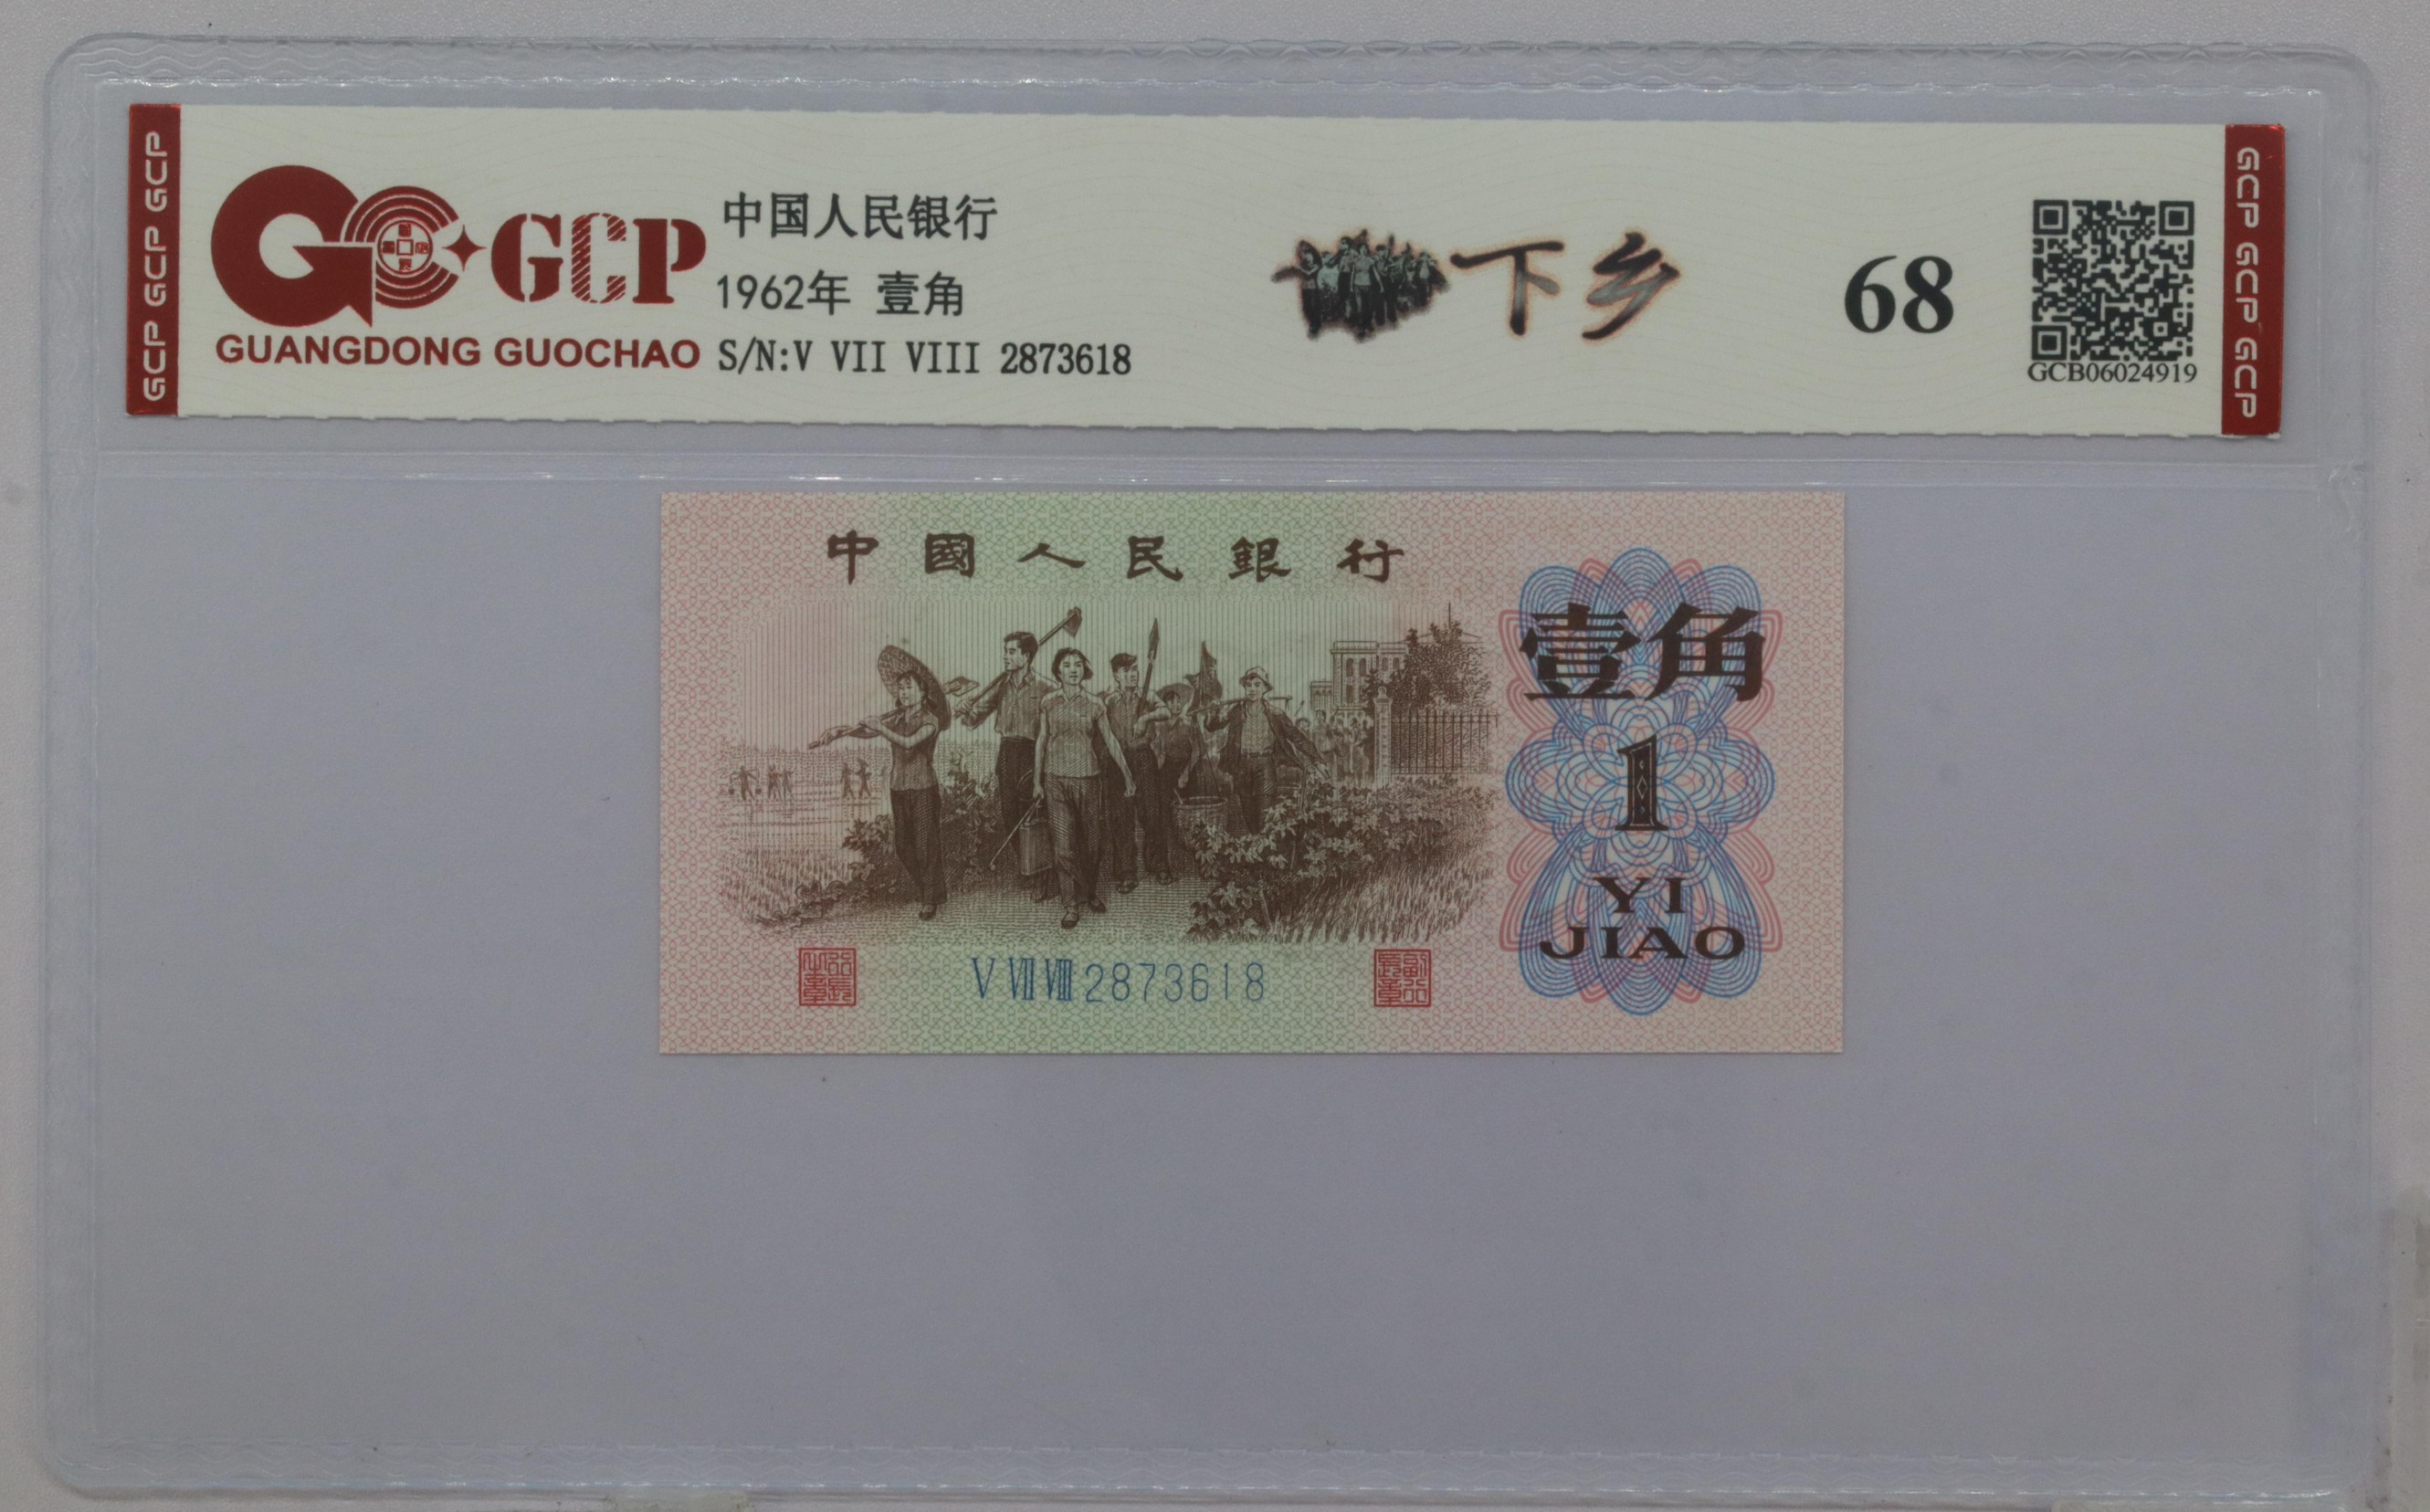 GCP GCP GCP
GCP
GUANGDONG GUOCHAO
中国人民银行
1962年 壹角
S/N:V VII VIII 2873618
下乡
68
GCB06024919
GCP GCP GCP GCP
中國人民銀行
壹角
1
YI
JIAO
Ⅴ Ⅶ Ⅷ 2873618